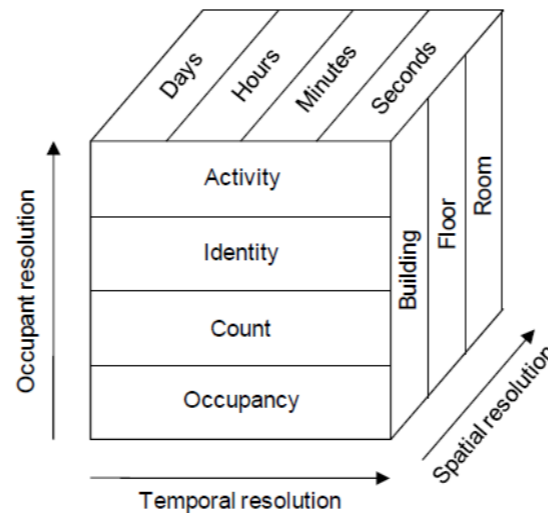 Days
Hours
Minutes
Seconds
Activity
Identity
Count
Occupancy
Building
Floor
Room
Occupant resolution
Temporal resolution
Spatial resolution